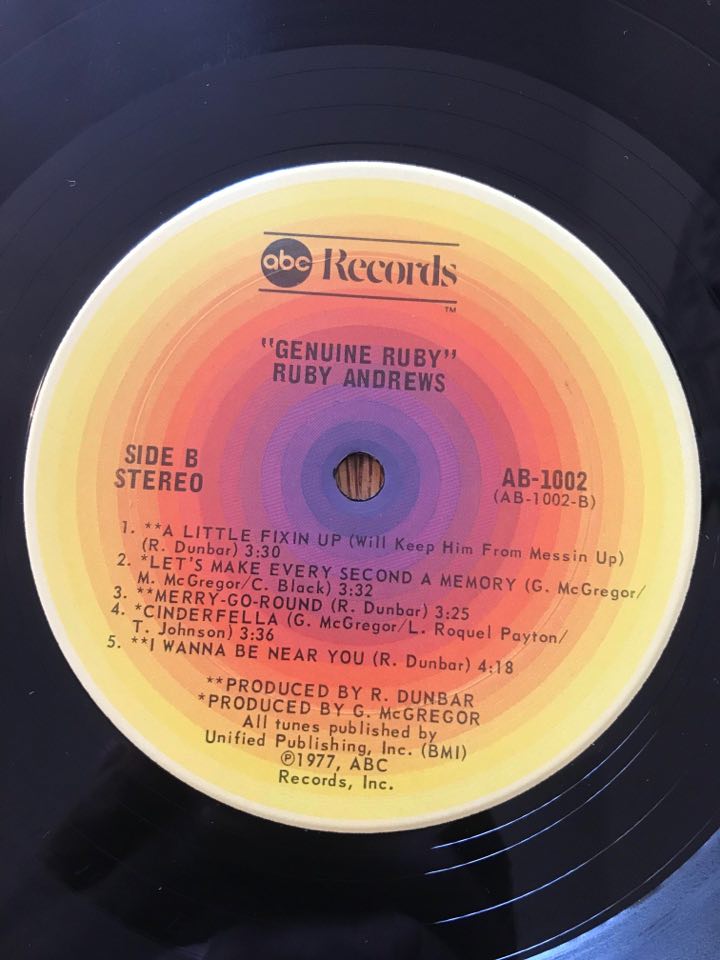 abc Records
TM
"GENUINE RUBY"
RUBY ANDREWS
SIDE B
STEREO
AB-1002
(AB-1002-B)
1. **A LITTLE FIXIN UP (Will Keep Him From Messin Up)
(R. Dunbar) 3:30
2. *LET'S MAKE EVERY SECOND A MEMORY (G. McGregor/
M. McGregor/C. Black) 3:32
3. **MERRY-GO-ROUND (R. Dunbar) 3:25
4. *CINDERFELLA (G. McGregor/L. Roquel Payton/
T. Johnson) 3:36
5. **I WANNA BE NEAR YOU (R. Dunbar) 4:18
**PRODUCED BY R. DUNBAR
*PRODUCED BY G. McGREGOR
All tunes published by
Unified Publishing, Inc. (BMI)
℗1977, ABC
Records, Inc.